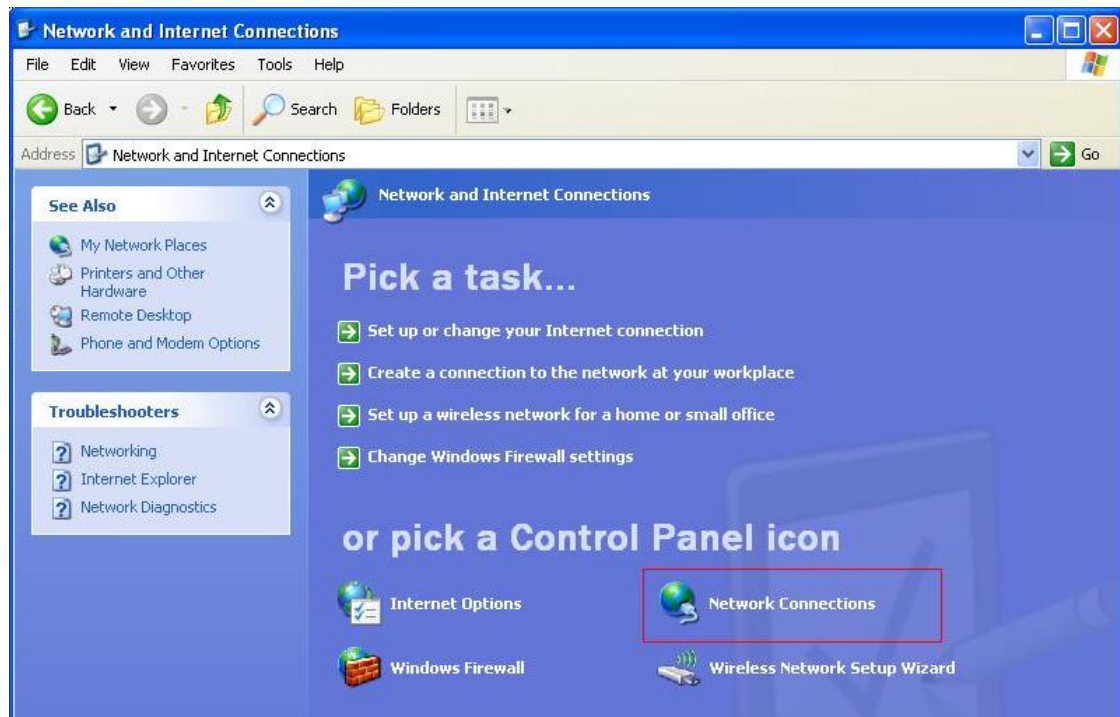 Network and Internet Connections
File Edit View Favorites Tools Help
Back Search Folders
Address Network and Internet Connections Go
See Also
My Network Places
Printers and Other
Hardware
Remote Desktop
Phone and Modem Options
Troubleshooters
Networking
Internet Explorer
Network Diagnostics
Network and Internet Connections
Pick a task...
Set up or change your Internet connection
Create a connection to the network at your workplace
Set up a wireless network for a home or small office
Change Windows Firewall settings
or pick a Control Panel icon
Internet Options Network Connections
Windows Firewall Wireless Network Setup Wizard